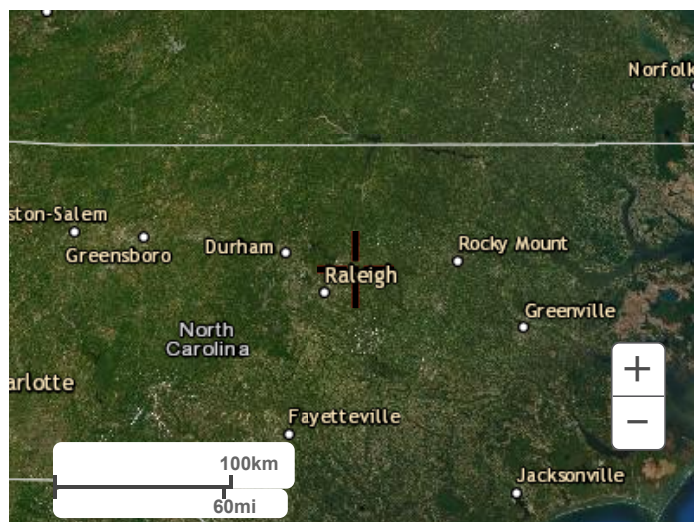 Norfolk
ston-Salem
Greensboro
Durham
Rocky Mount
Raleigh
Greenville
North
Carolina
arlotte
Fayetteville
Jacksonville
100km
60mi
+
−